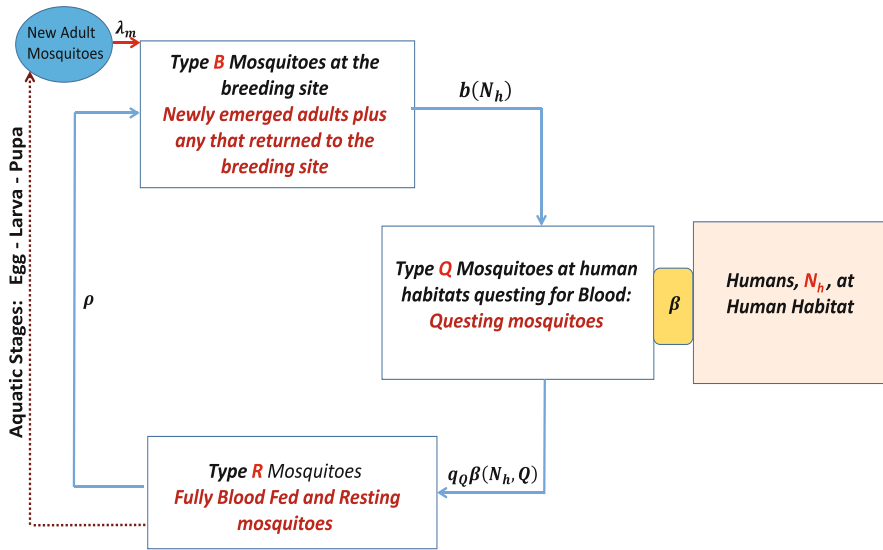 New Adult
Mosquitoes
λₘ
Type B Mosquitoes at the
breeding site
Newly emerged adults plus
any that returned to the
breeding site
b(Nₕ)
Aquatic Stages: Egg - Larva - Pupa
ρ
Type Q Mosquitoes at human
habitats questing for Blood:
Questing mosquitoes
β
Humans, Nₕ, at
Human Habitat
Type R Mosquitoes
Fully Blood Fed and Resting
mosquitoes
q_Qβ(Nₕ, Q)